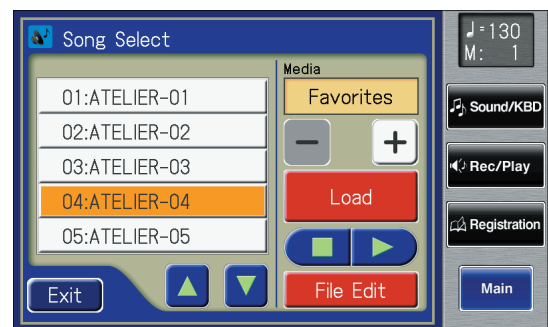 Song Select
♩=130
M: 1
Media
Favorites
01:ATELIER-01
02:ATELIER-02
03:ATELIER-03
04:ATELIER-04
05:ATELIER-05
−
+
Load
File Edit
Exit
Sound/KBD
Rec/Play
Registration
Main